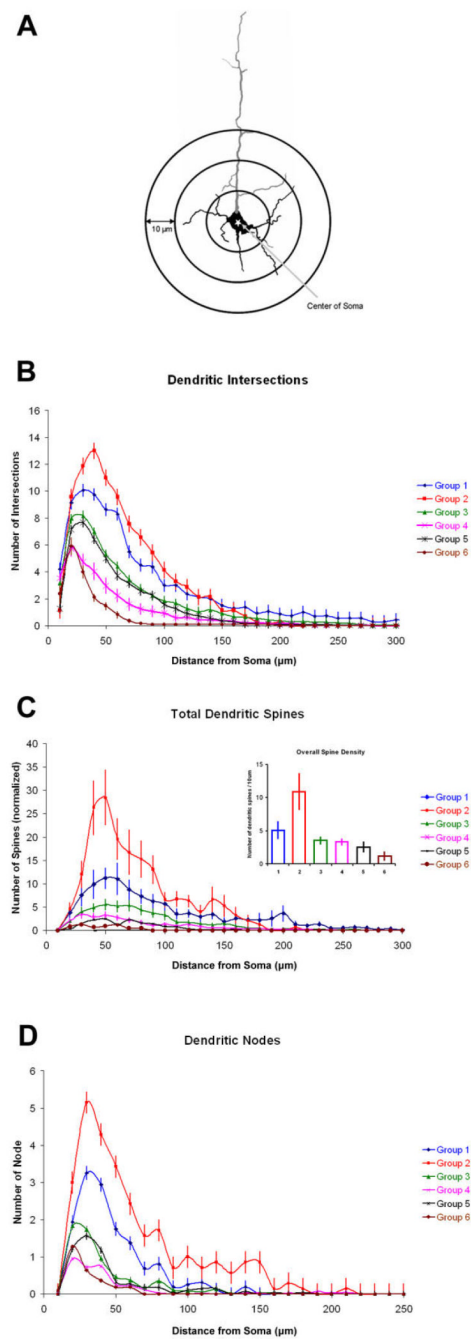 A
10 µm
Center of Soma
B
Dendritic Intersections
Number of Intersections
16
14
12
10
8
6
4
2
0
0
50
100
150
200
250
300
Distance from Soma (µm)
Group 1
Group 2
Group 3
Group 4
Group 5
Group 6
C
Total Dendritic Spines
Number of Spines (normalized)
40
35
30
25
20
15
10
5
0
Overall Spine Density
Number of dendritic spines / 10um
15
10
5
0
1
2
3
4
5
6
0
50
100
150
200
250
300
Distance from Soma (µm)
Group 1
Group 2
Group 3
Group 4
Group 5
Group 6
D
Dendritic Nodes
Number of Node
6
5
4
3
2
1
0
0
50
100
150
200
250
Distance from Soma (µm)
Group 1
Group 2
Group 3
Group 4
Group 5
Group 6